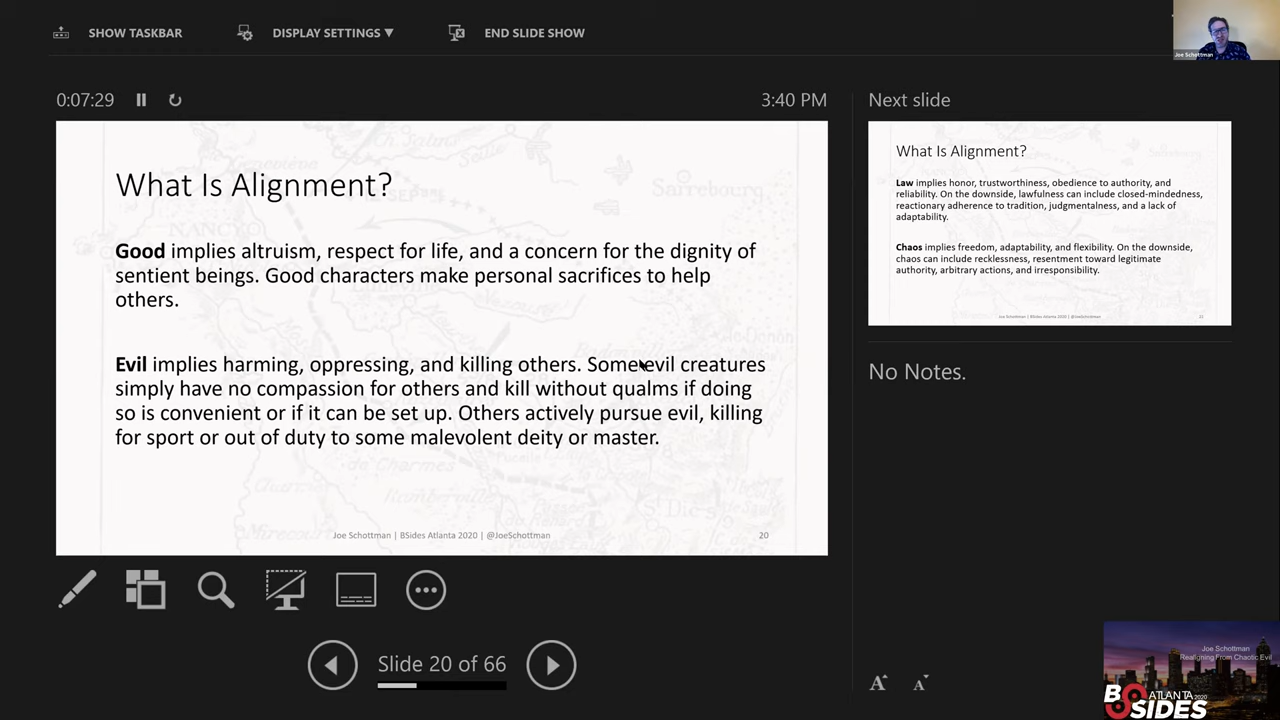 SHOW TASKBAR
DISPLAY SETTINGS ▼
END SLIDE SHOW
Joe Schottman
0:07:29
3:40 PM
Next slide
What Is Alignment?
Good implies altruism, respect for life, and a concern for the dignity of
sentient beings. Good characters make personal sacrifices to help
others.
Evil implies harming, oppressing, and killing others. Some evil creatures
simply have no compassion for others and kill without qualms if doing
so is convenient or if it can be set up. Others actively pursue evil, killing
for sport or out of duty to some malevolent deity or master.
Joe Schottman | BSides Atlanta 2020 | @JoeSchottman
20
What Is Alignment?
Law implies honor, trustworthiness, obedience to authority, and
reliability. On the downside, lawfulness can include closed-mindedness,
reactionary adherence to tradition, judgmentalness, and a lack of
adaptability.
Chaos implies freedom, adaptability, and flexibility. On the downside,
chaos can include recklessness, resentment toward legitimate
authority, arbitrary actions, and irresponsibility.
Joe Schottman | BSides Atlanta 2020 | @JoeSchottman
No Notes.
Slide 20 of 66
A A
Joe Schottman
Realigning From Chaotic Evil
BSIDES ATLANTA 2020